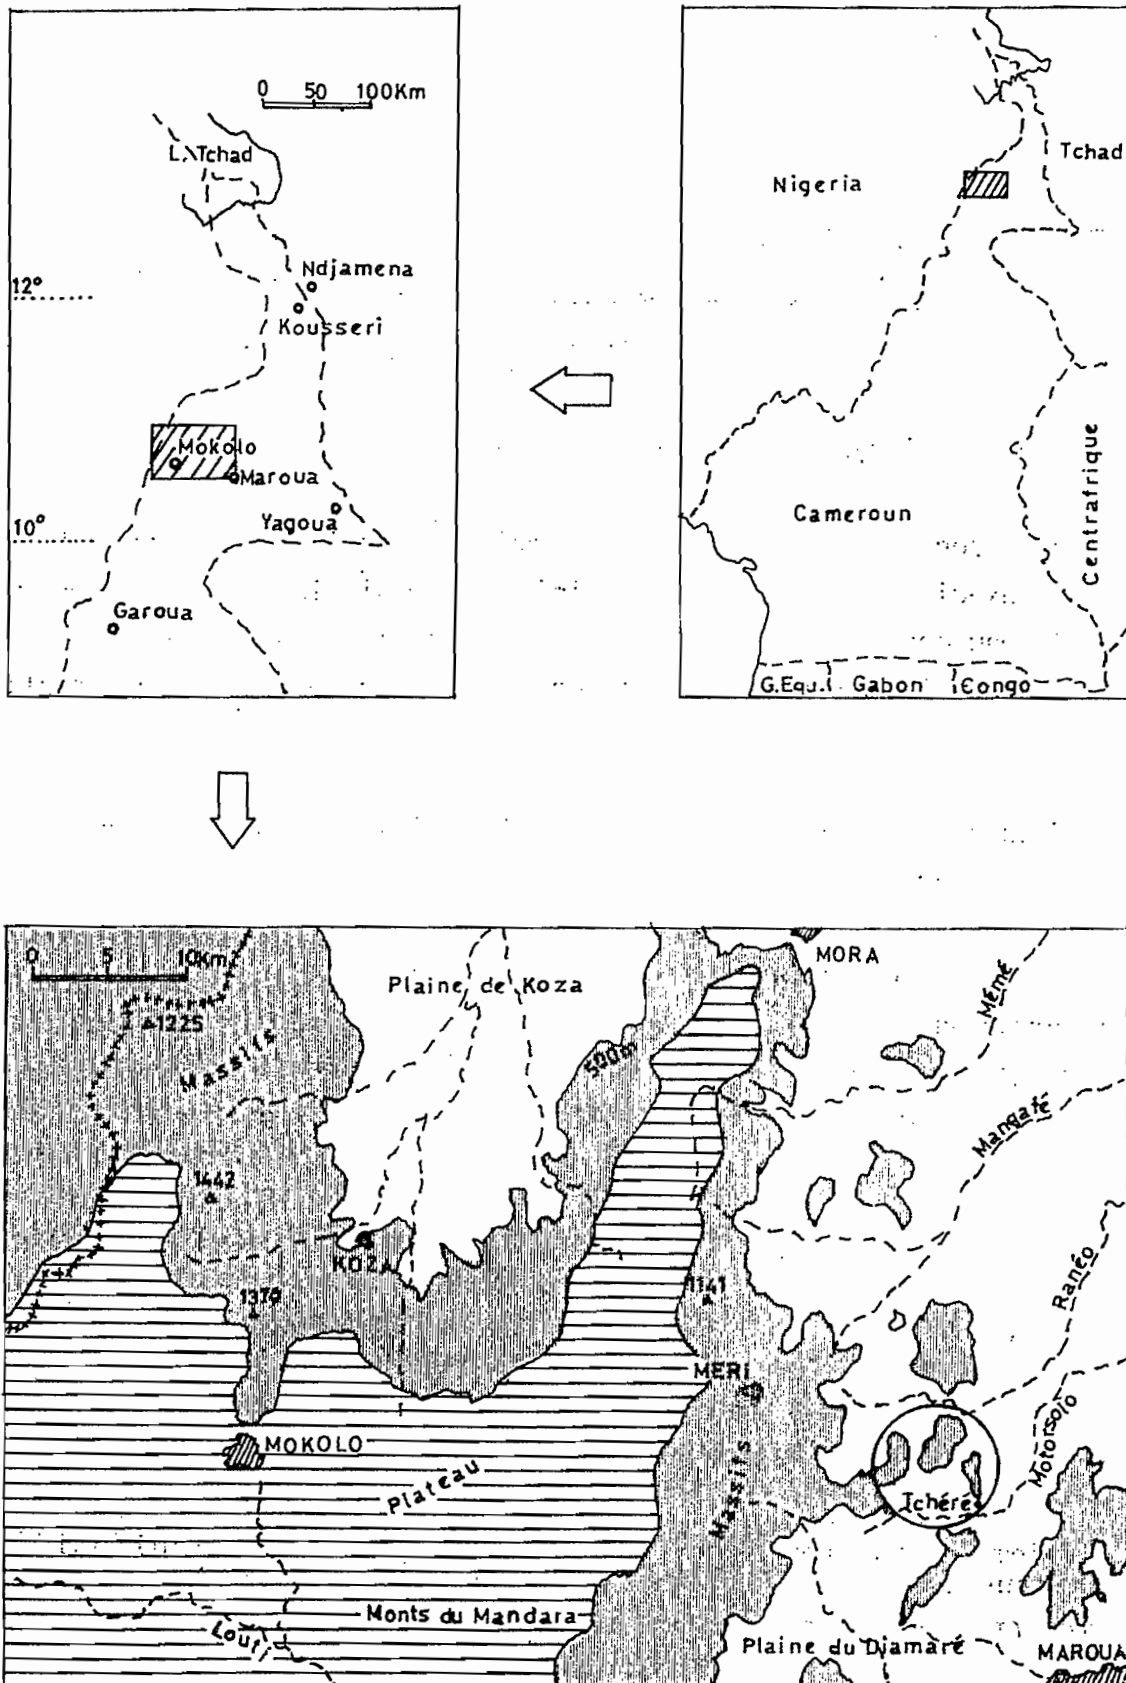 0 50 100Km
L. Tchad
Ndjamena
12°
Kousseri
Mokolo
Maroua
Yagoua
10°
Garoua
Tchad
Nigeria
Centrafrique
Cameroun
G.Equ.
Gabon
Congo
0 5 10Km
MORA
Plaine de Koza
Mémé
1225
Massifs
500m
Mangafé
1442
KOZA
Ranéo
1370
1141
MERI
Motorsolo
MOKOLO
Plateau
Massifs
Tchéré
Monts du Mandara
Louti
Plaine du Diamaré
MAROUA